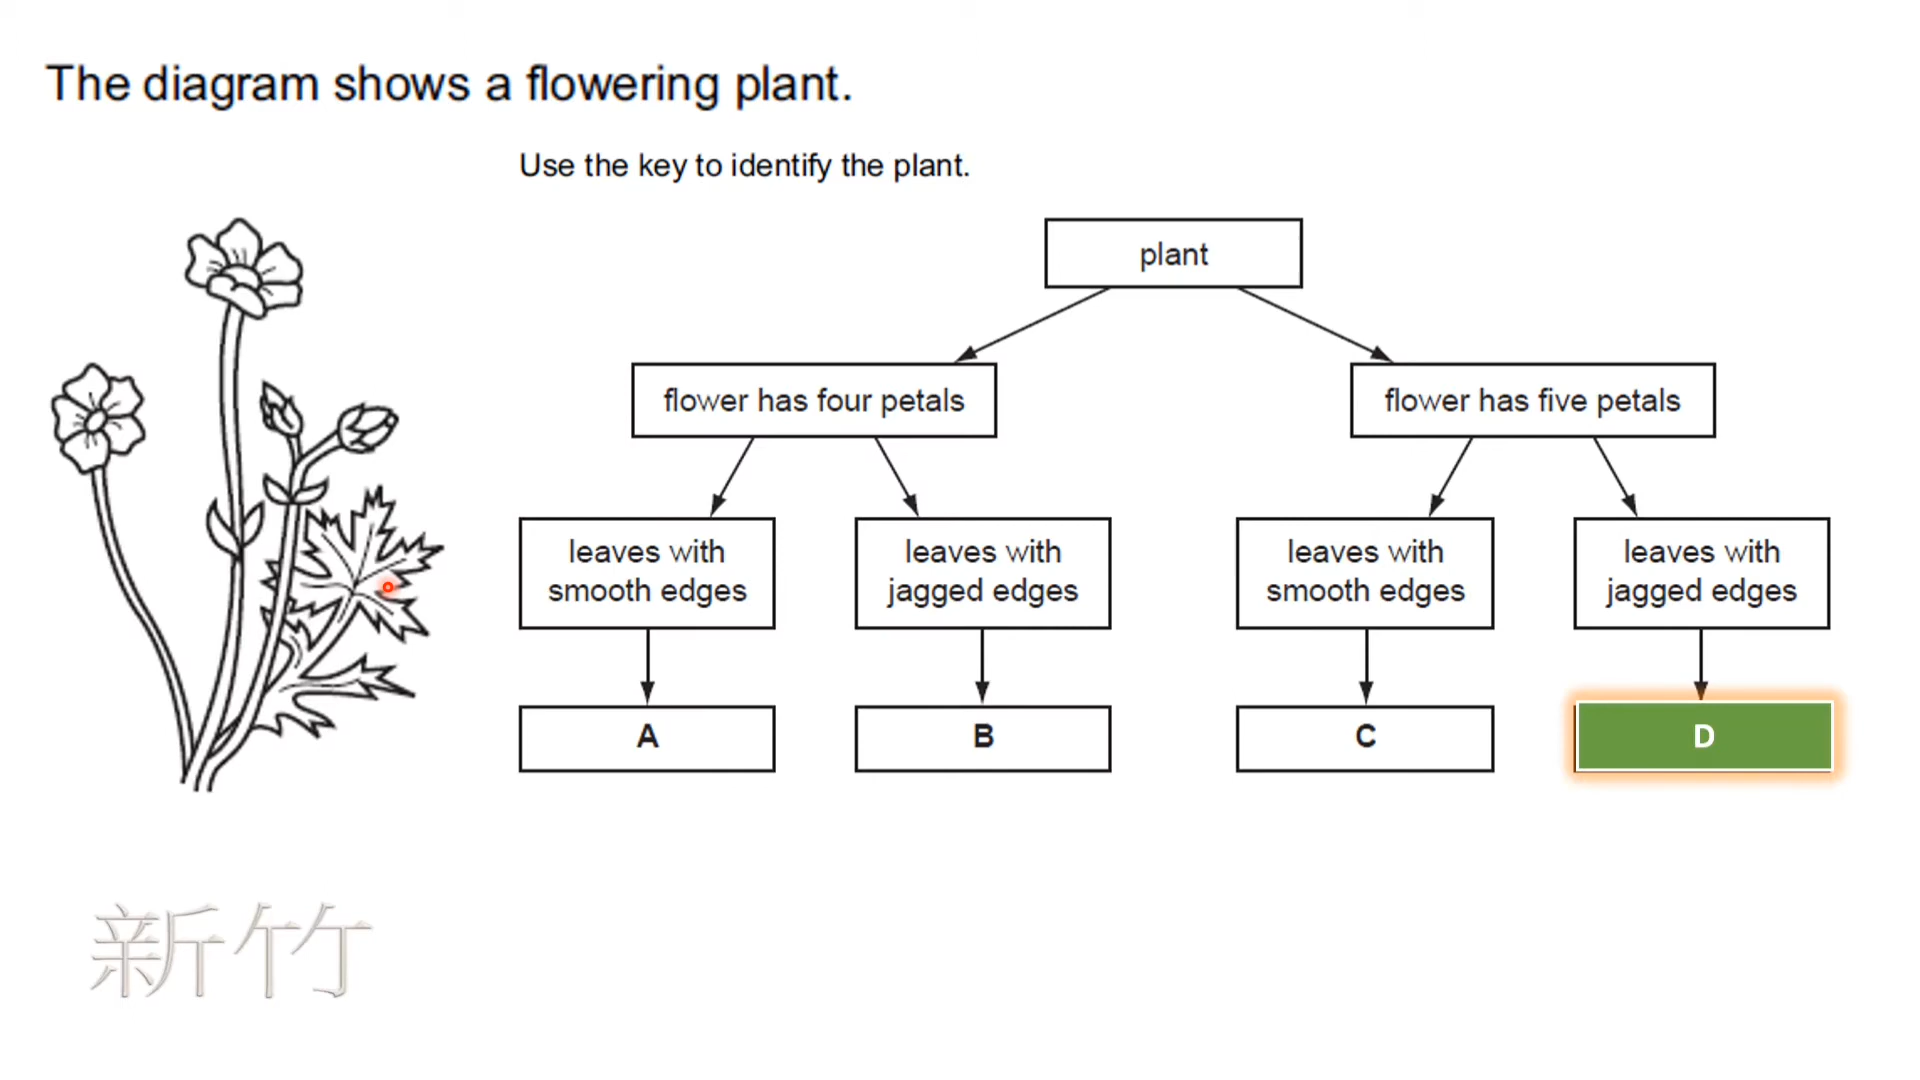 The diagram shows a flowering plant.
Use the key to identify the plant.
plant
flower has four petals
flower has five petals
leaves with
smooth edges
leaves with
jagged edges
leaves with
smooth edges
leaves with
jagged edges
A
B
C
D
新竹